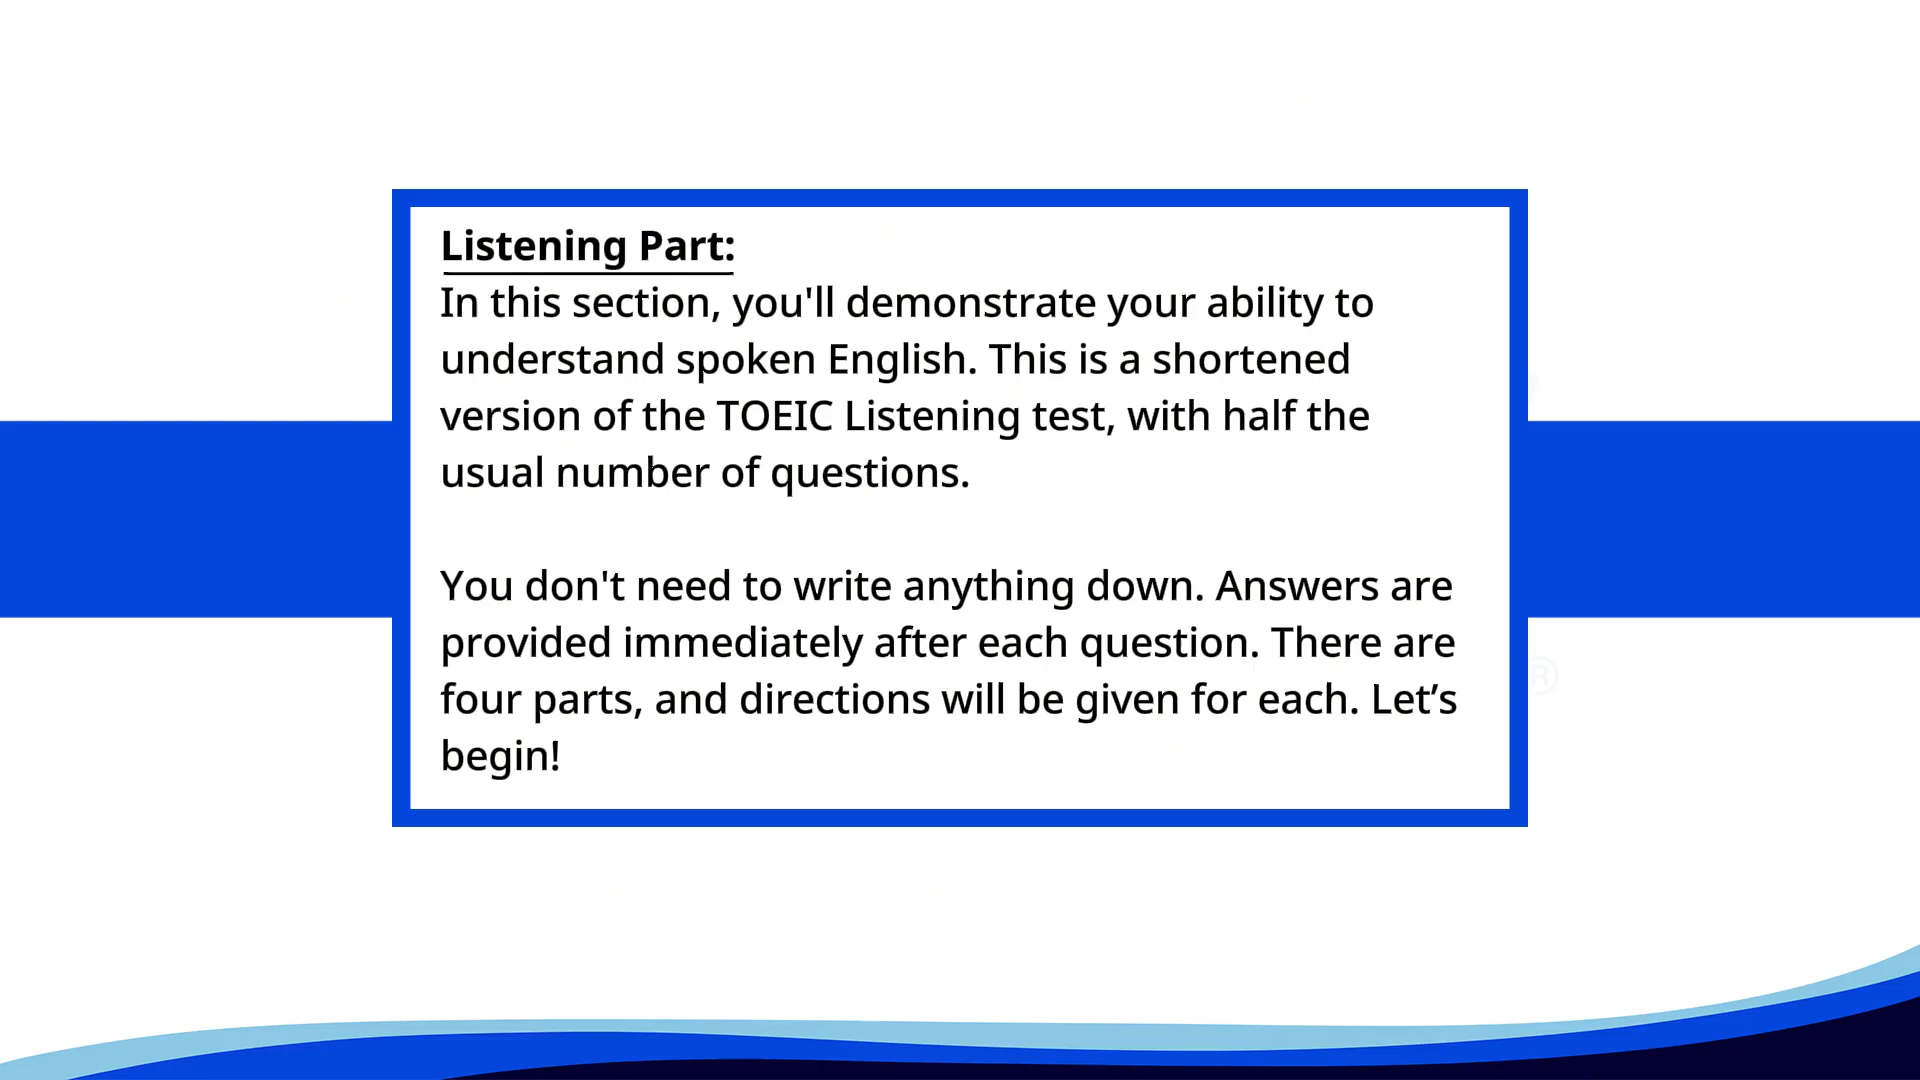 Listening Part:
In this section, you'll demonstrate your ability to
understand spoken English. This is a shortened
version of the TOEIC Listening test, with half the
usual number of questions.
You don't need to write anything down. Answers are
provided immediately after each question. There are
four parts, and directions will be given for each. Let’s
begin!
®